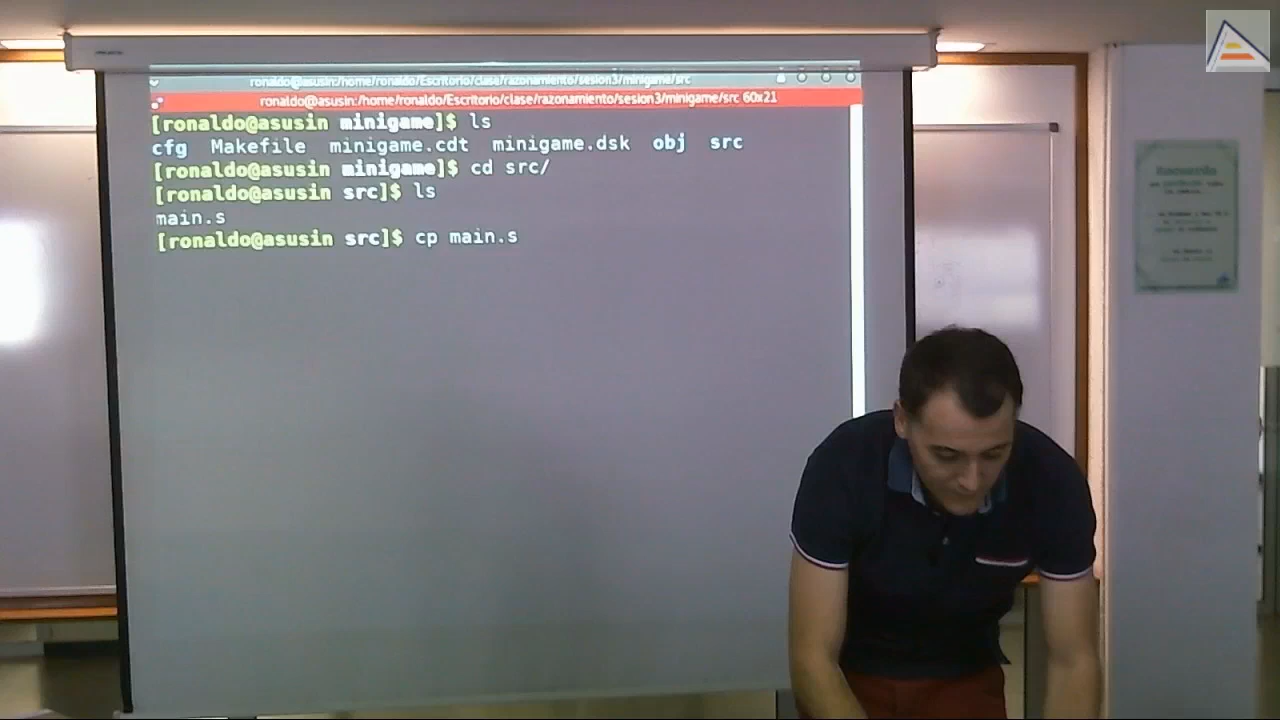 ronaldo@asusin:/home/ronaldo/Escritorio/clase/razonamiento/sesion3/minigame/src
ronaldo@asusin:/home/ronaldo/Escritorio/clase/razonamiento/sesion3/minigame/src 60x21
[ronaldo@asusin minigame]$ ls
cfg Makefile minigame.cdt minigame.dsk obj src
[ronaldo@asusin minigame]$ cd src/
[ronaldo@asusin src]$ ls
main.s
[ronaldo@asusin src]$ cp main.s
Recuerda